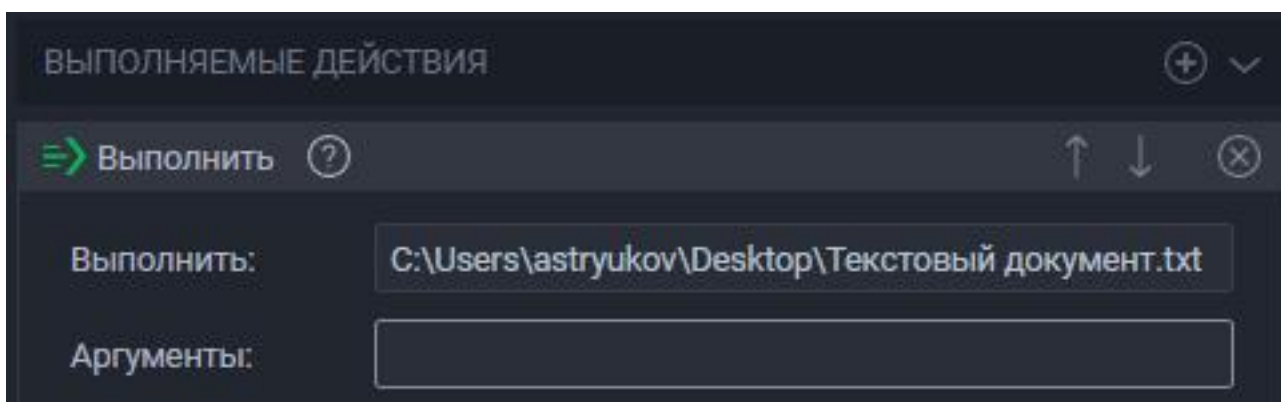 ВЫПОЛНЯЕМЫЕ ДЕЙСТВИЯ
Выполнить
Выполнить: C:\Users\astryukov\Desktop\Текстовый документ.txt
Аргументы: